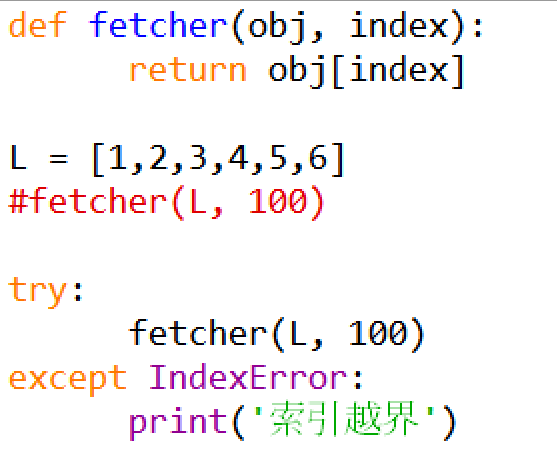 def fetcher(obj, index):
return obj[index]
L = [1,2,3,4,5,6]
#fetcher(L, 100)
try:
fetcher(L, 100)
except IndexError:
print('索引越界')